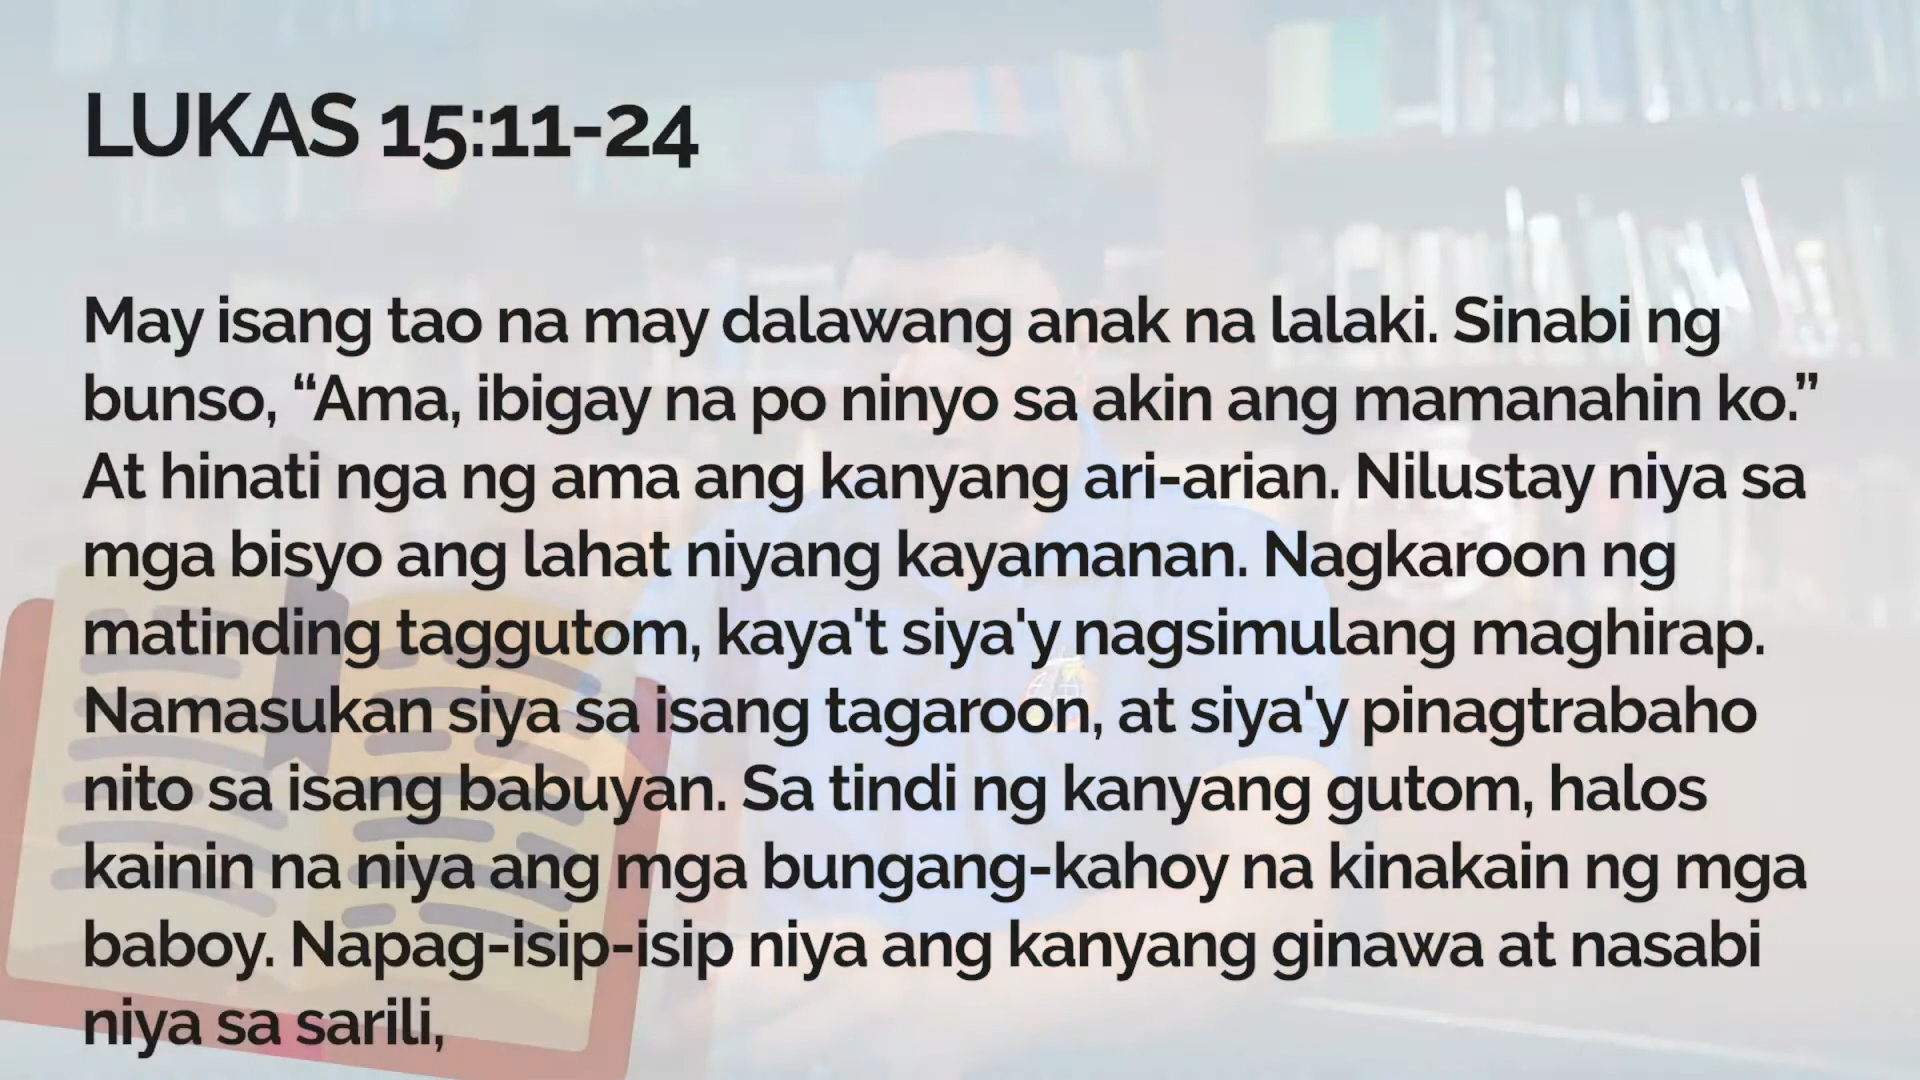 LUKAS 15:11-24
May isang tao na may dalawang anak na lalaki. Sinabi ng
bunso, “Ama, ibigay na po ninyo sa akin ang mamanahin ko.”
At hinati nga ng ama ang kanyang ari-arian. Nilustay niya sa
mga bisyo ang lahat niyang kayamanan. Nagkaroon ng
matinding taggutom, kaya't siya'y nagsimulang maghirap.
Namasukan siya sa isang tagaroon, at siya'y pinagtrabaho
nito sa isang babuyan. Sa tindi ng kanyang gutom, halos
kainin na niya ang mga bungang-kahoy na kinakain ng mga
baboy. Napag-isip-isip niya ang kanyang ginawa at nasabi
niya sa sarili,